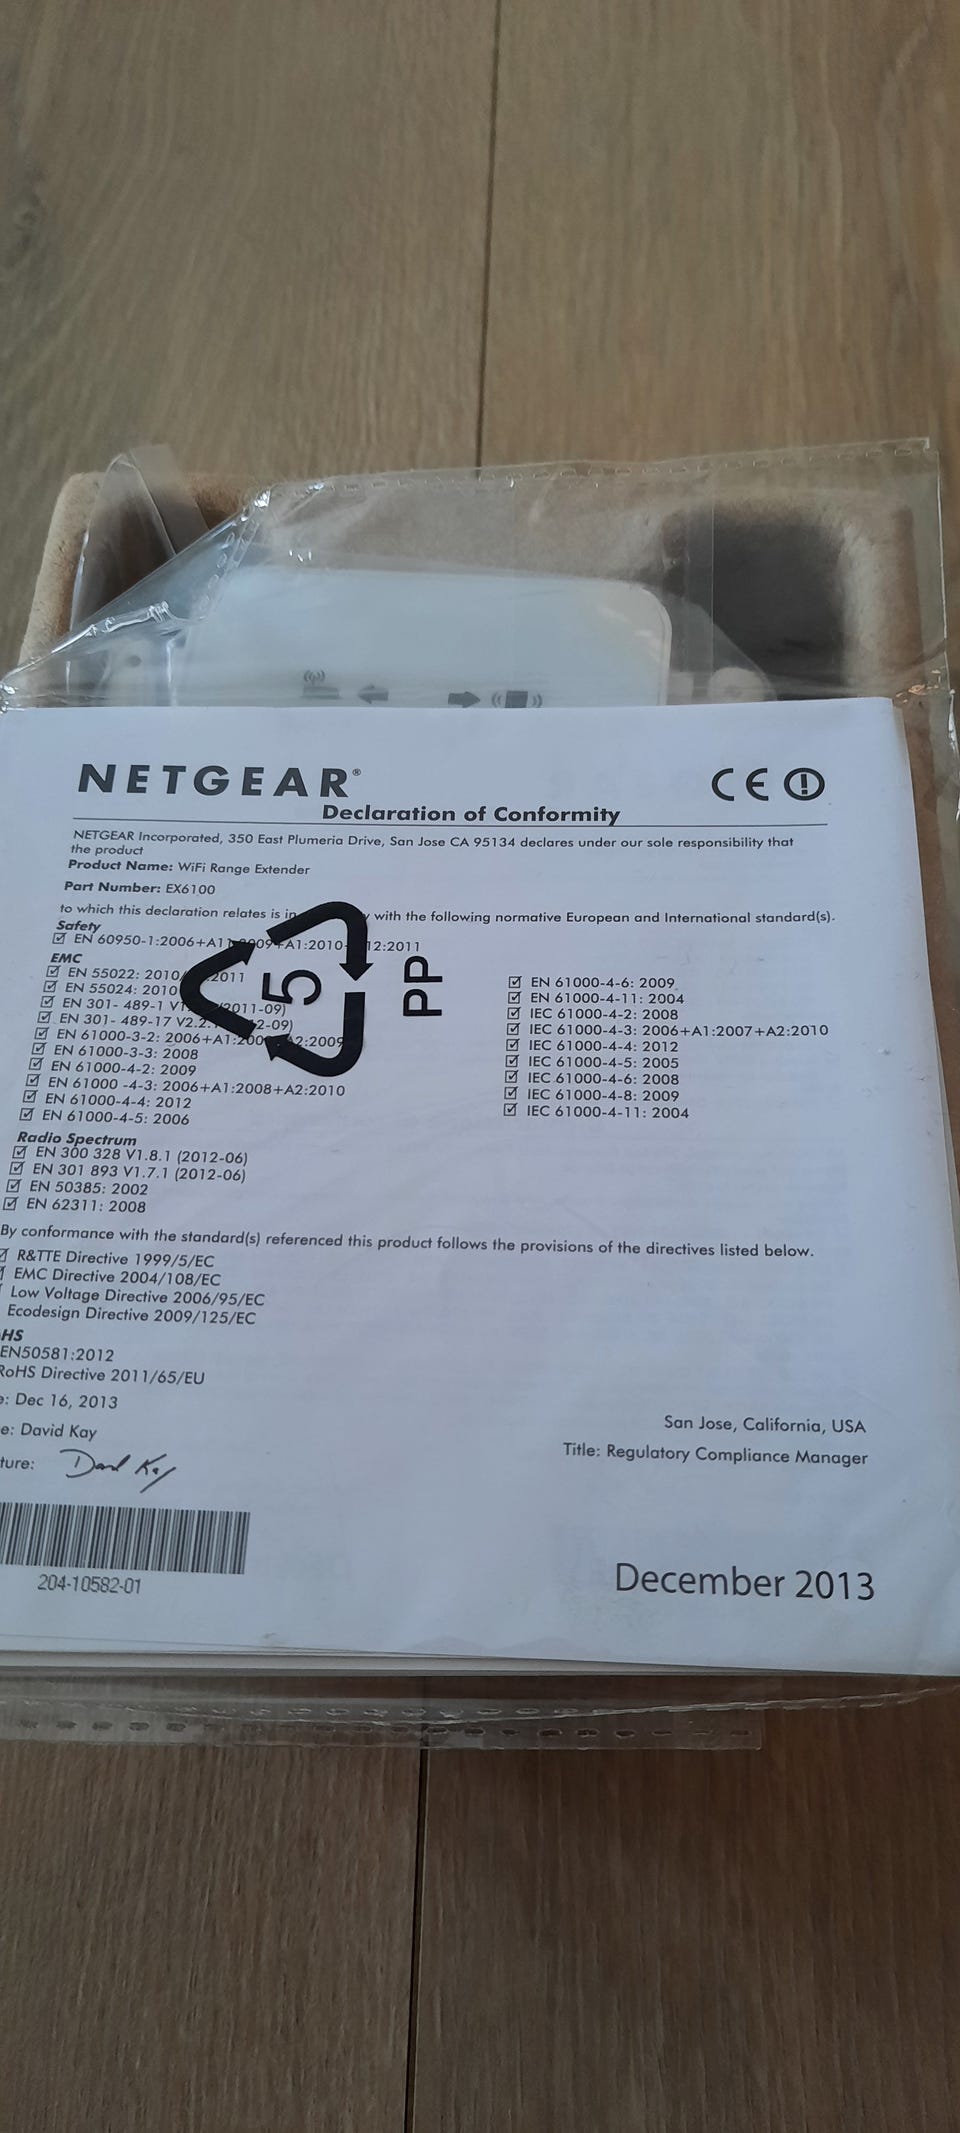 NETGEAR®
CE
Declaration of Conformity
NETGEAR Incorporated, 350 East Plumeria Drive, San Jose CA 95134 declares under our sole responsibility that
the product
Product Name: WiFi Range Extender
Part Number: EX6100
to which this declaration relates is in with the following normative European and International standard(s).
Safety
☑ EN 60950-1:2006+A11 009+A1:2010 12:2011
EMC
☑ EN 55022: 2010 2011
☑ EN 55024: 2010
☑ EN 301- 489-1 V1. 2011-09)
☑ EN 301- 489-17 V2.2. 2-09)
☑ EN 61000-3-2: 2006+A1:200 A2:2009
☑ EN 61000-3-3: 2008
☑ EN 61000-4-2: 2009
☑ EN 61000 -4-3: 2006+A1:2008+A2:2010
☑ EN 61000-4-4: 2012
☑ EN 61000-4-5: 2006
☑ EN 61000-4-6: 2009
☑ EN 61000-4-11: 2004
☑ IEC 61000-4-2: 2008
☑ IEC 61000-4-3: 2006+A1:2007+A2:2010
☑ IEC 61000-4-4: 2012
☑ IEC 61000-4-5: 2005
☑ IEC 61000-4-6: 2008
☑ IEC 61000-4-8: 2009
☑ IEC 61000-4-11: 2004
5
PP
Radio Spectrum
☑ EN 300 328 V1.8.1 (2012-06)
☑ EN 301 893 V1.7.1 (2012-06)
☑ EN 50385: 2002
☑ EN 62311: 2008
By conformance with the standard(s) referenced this product follows the provisions of the directives listed below.
☑ R&TTE Directive 1999/5/EC
EMC Directive 2004/108/EC
Low Voltage Directive 2006/95/EC
Ecodesign Directive 2009/125/EC
HS
EN50581:2012
RoHS Directive 2011/65/EU
e: Dec 16, 2013
e: David Kay
ture: David Kay
San Jose, California, USA
Title: Regulatory Compliance Manager
204-10582-01
December 2013